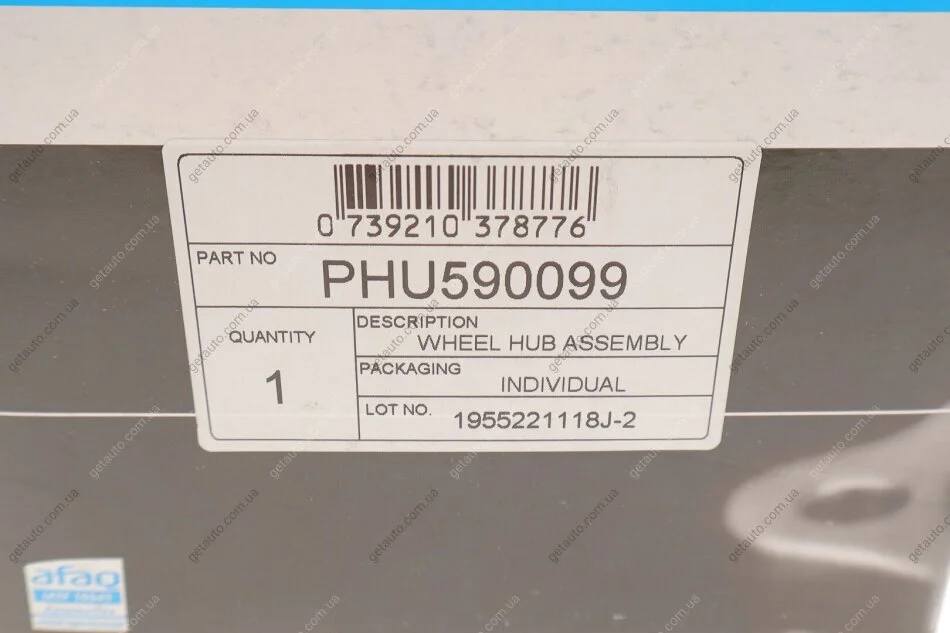 0 739210 378776
PART NO
PHU590099
QUANTITY
1
DESCRIPTION
WHEEL HUB ASSEMBLY
PACKAGING
INDIVIDUAL
LOT NO.
1955221118J-2
afaq
getauto.com.ua